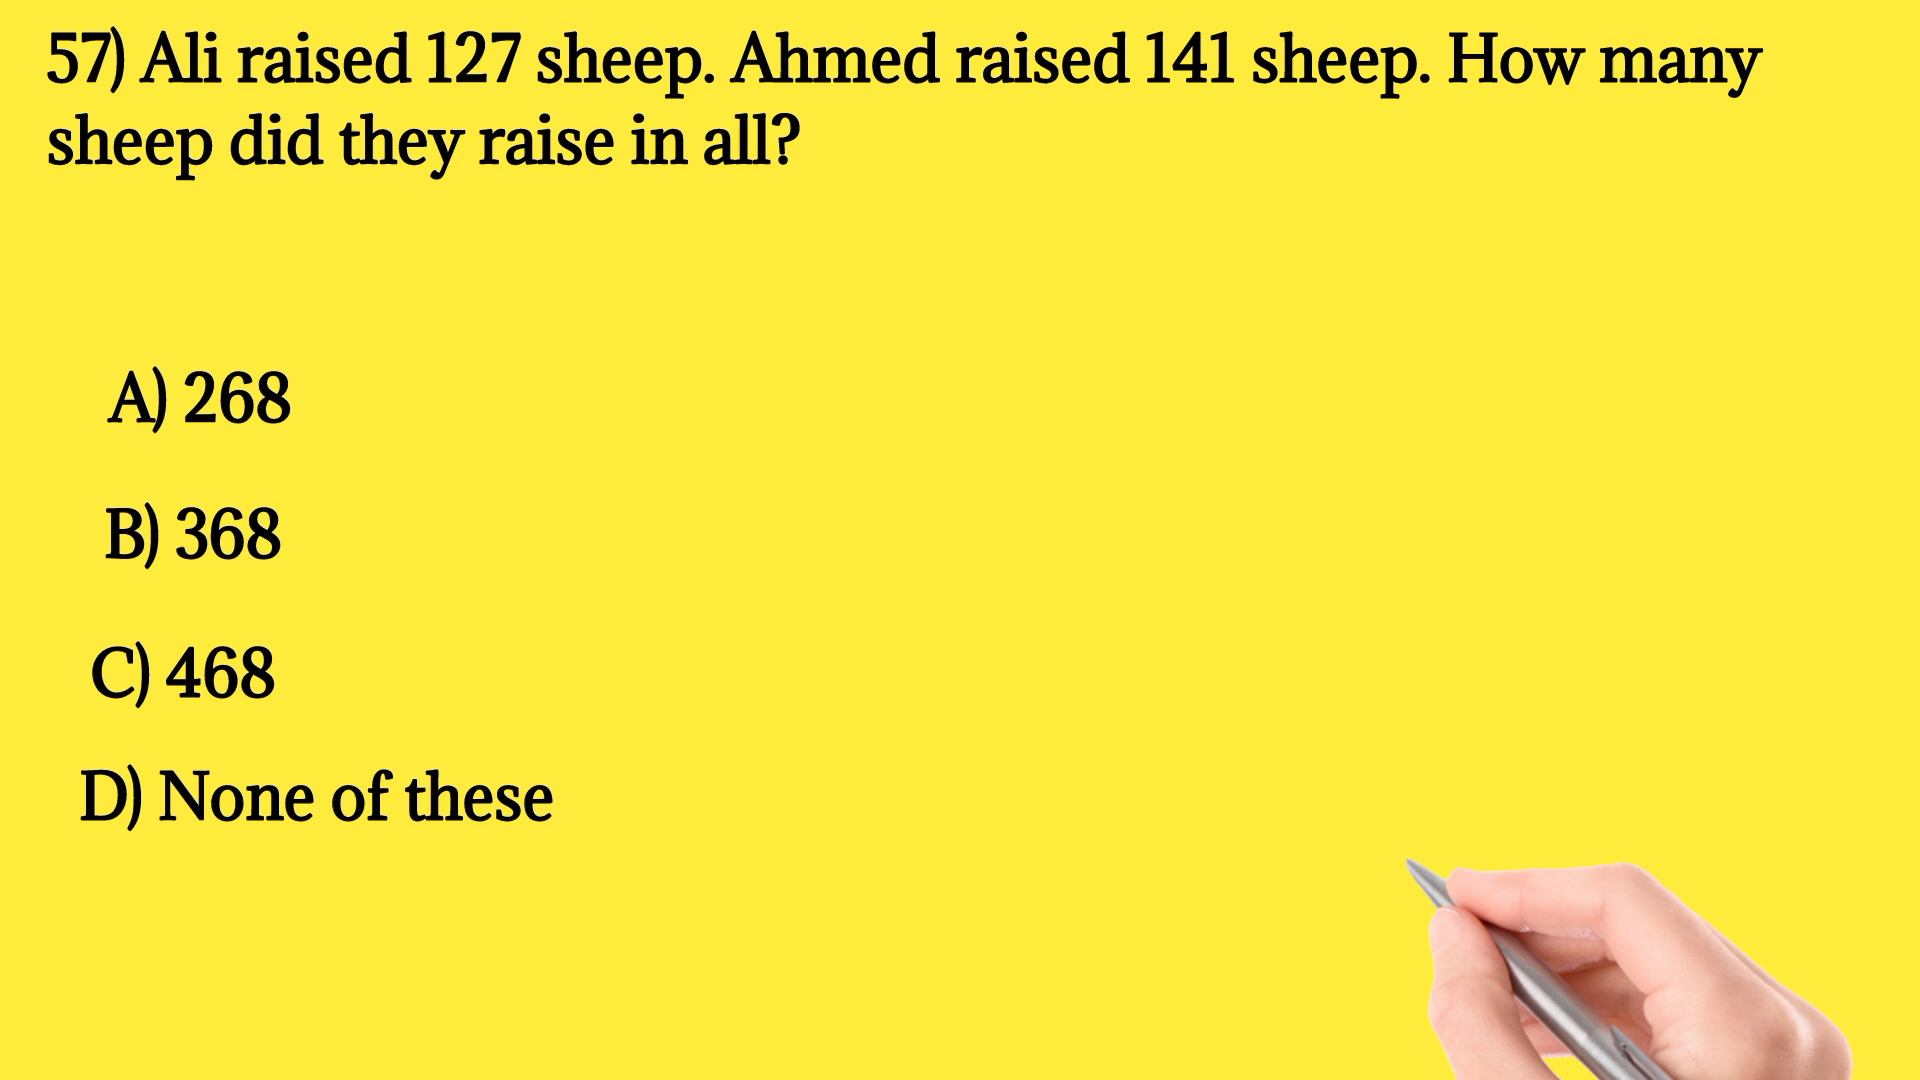 57) Ali raised 127 sheep. Ahmed raised 141 sheep. How many
sheep did they raise in all?
A) 268
B) 368
C) 468
D) None of these